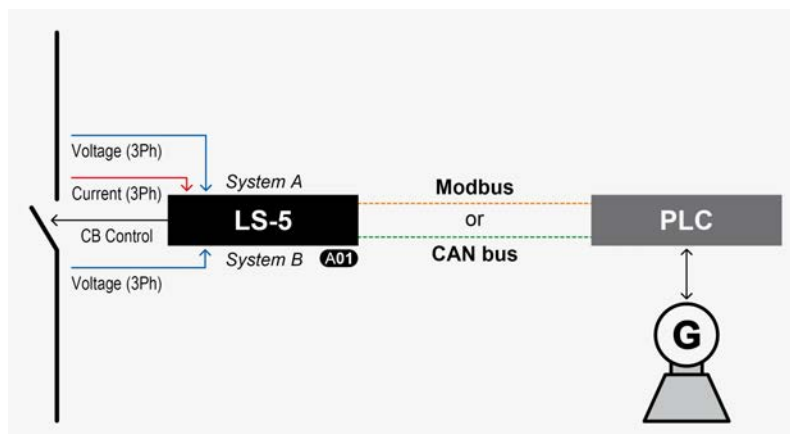 Voltage (3Ph)
Current (3Ph)
System A
LS-5
CB Control
System B
A01
Voltage (3Ph)
Modbus
or
CAN bus
PLC
G